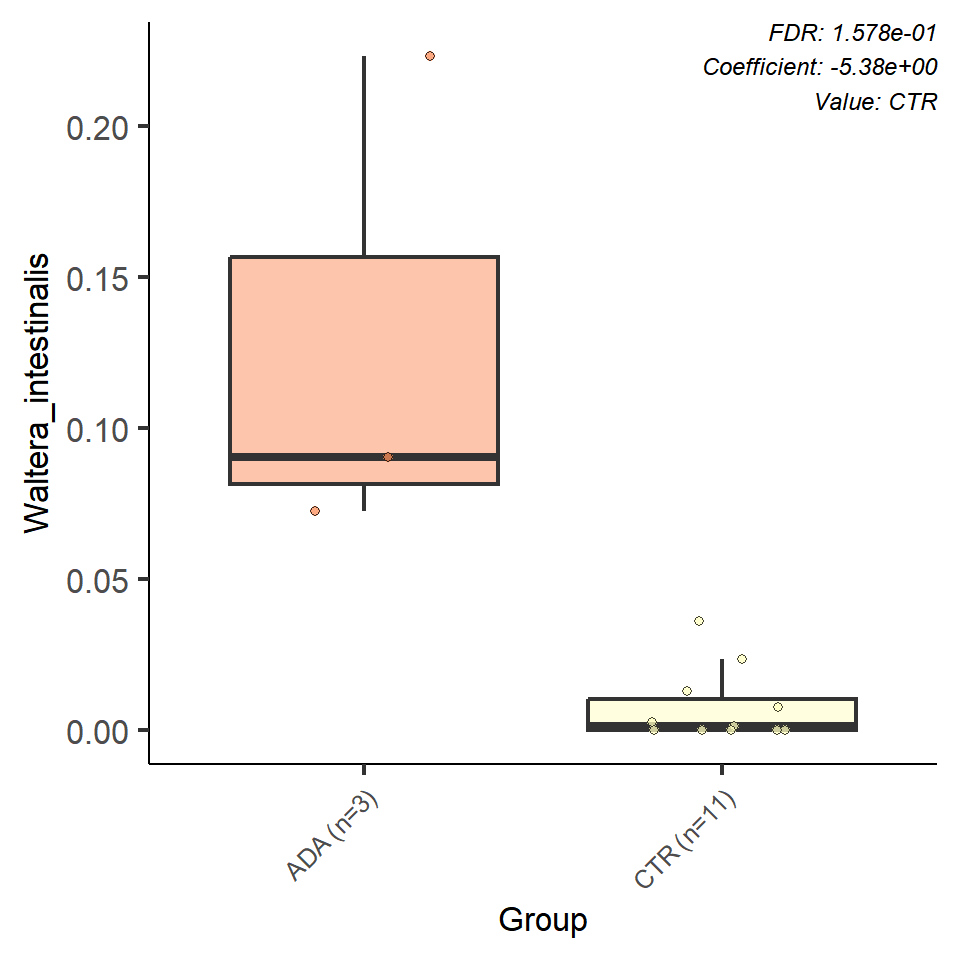 FDR: 1.578e-01
Coefficient: -5.38e+00
Value: CTR
0.20
0.15
0.10
0.05
0.00
Waltera_intestinalis
ADA (n=3)
CTR (n=11)
Group